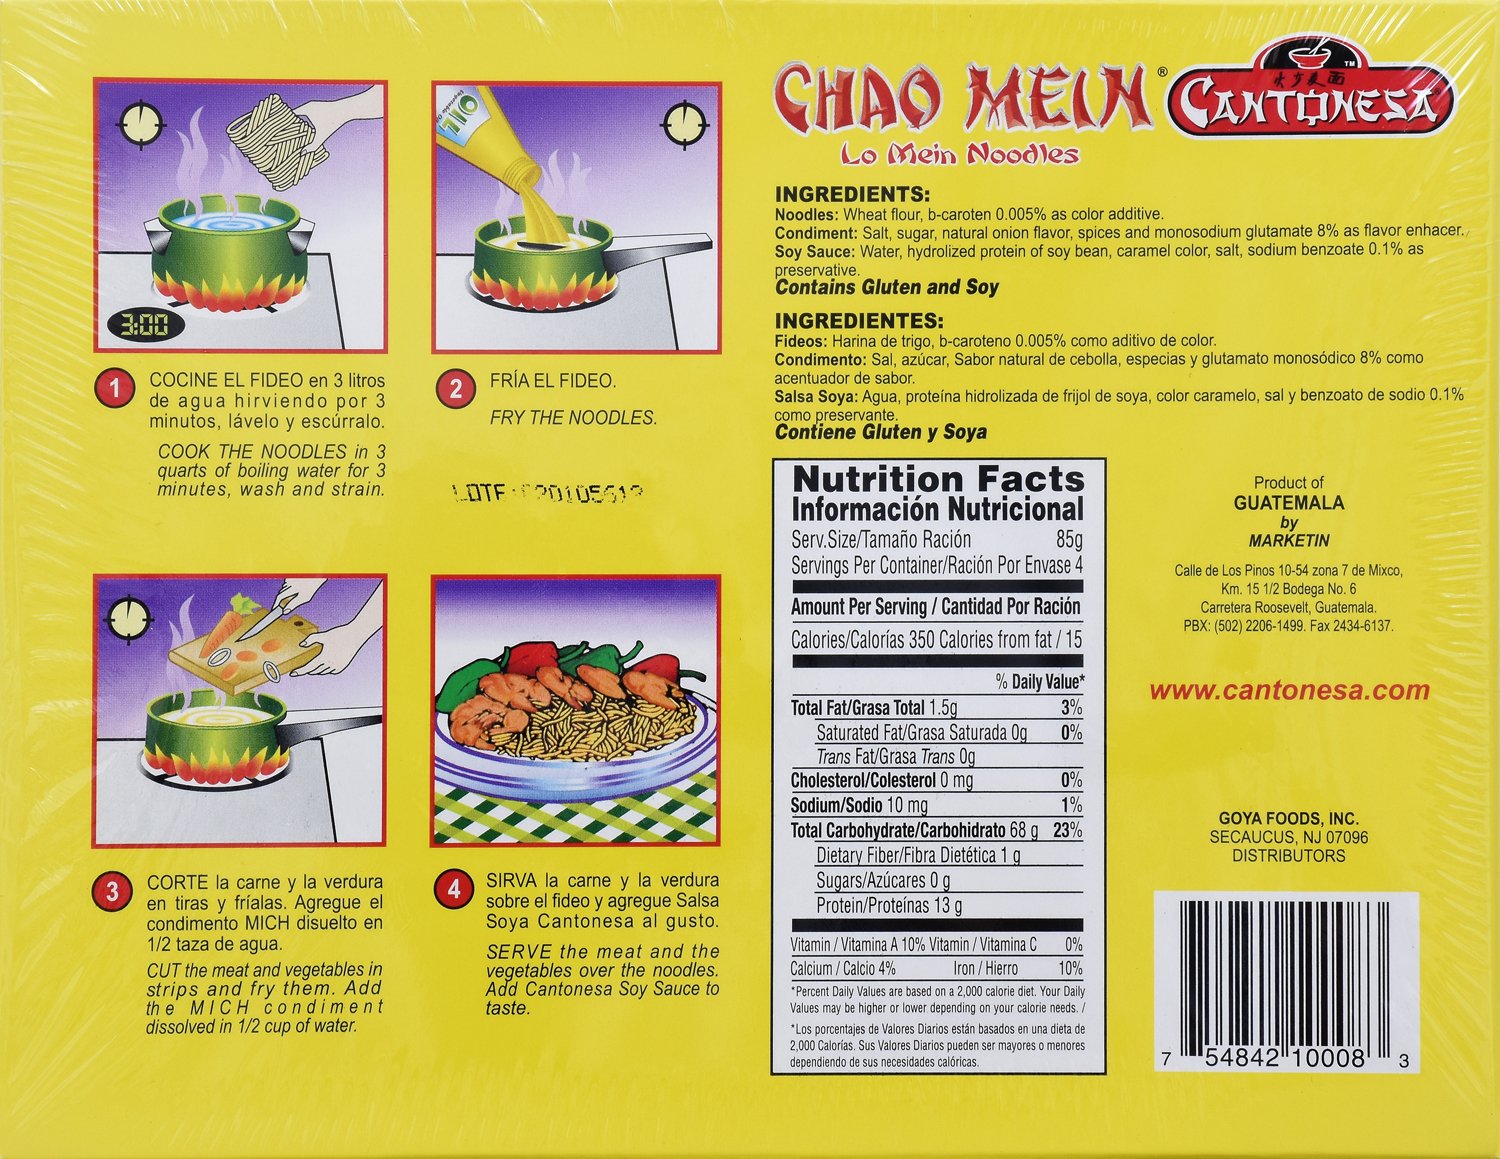 CHAO MEIN®
CANTONESA ™
Lo Mein Noodles
INGREDIENTS:
Noodles: Wheat flour, b-caroten 0.005% as color additive.
Condiment: Salt, sugar, natural onion flavor, spices and monosodium glutamate 8% as flavor enhacer.
Soy Sauce: Water, hydrolized protein of soy bean, caramel color, salt, sodium benzoate 0.1% as
preservative.
Contains Gluten and Soy
INGREDIENTES:
Fideos: Harina de trigo, b-caroteno 0.005% como aditivo de color.
Condimento: Sal, azúcar, Sabor natural de cebolla, especias y glutamato monosódico 8% como
acentuador de sabor.
Salsa Soya: Agua, proteína hidrolizada de frijol de soya, color caramelo, sal y benzoato de sodio 0.1%
como preservante.
Contiene Gluten y Soya
3:00
OIL
1
COCINE EL FIDEO en 3 litros
de agua hirviendo por 3
minutos, lávelo y escúrralo.
COOK THE NOODLES in 3
quarts of boiling water for 3
minutes, wash and strain.
2
FRÍA EL FIDEO.
FRY THE NOODLES.
LOTE:
3
CORTE la carne y la verdura
en tiras y fríalas. Agregue el
condimento MICH disuelto en
1/2 taza de agua.
CUT the meat and vegetables in
strips and fry them. Add
the MICH condiment
dissolved in 1/2 cup of water.
4
SIRVA la carne y la verdura
sobre el fideo y agregue Salsa
Soya Cantonesa al gusto.
SERVE the meat and the
vegetables over the noodles.
Add Cantonesa Soy Sauce to
taste.
Nutrition Facts
Información Nutricional
Serv.Size/Tamaño Ración 85g
Servings Per Container/Ración Por Envase 4
Amount Per Serving / Cantidad Por Ración
Calories/Calorías 350 Calories from fat / 15
% Daily Value*
Total Fat/Grasa Total 1.5g 3%
Saturated Fat/Grasa Saturada 0g 0%
Trans Fat/Grasa Trans 0g
Cholesterol/Colesterol 0 mg 0%
Sodium/Sodio 10 mg 1%
Total Carbohydrate/Carbohidrato 68 g 23%
Dietary Fiber/Fibra Dietética 1 g
Sugars/Azúcares 0 g
Protein/Proteínas 13 g
Vitamin / Vitamina A 10% Vitamin / Vitamina C 0%
Calcium / Calcio 4% Iron / Hierro 10%
*Percent Daily Values are based on a 2,000 calorie diet. Your Daily
Values may be higher or lower depending on your calorie needs. /
*Los porcentajes de Valores Diarios están basados en una dieta de
2,000 Calorías. Sus Valores Diarios pueden ser mayores o menores
dependiendo de sus necesidades calóricas.
Product of
GUATEMALA
by
MARKETIN
Calle de Los Pinos 10-54 zona 7 de Mixco,
Km. 15 1/2 Bodega No. 6
Carretera Roosevelt, Guatemala.
PBX: (502) 2206-1499. Fax 2434-6137.
www.cantonesa.com
GOYA FOODS, INC.
SECAUCUS, NJ 07096
DISTRIBUTORS
7 54842 10008 3